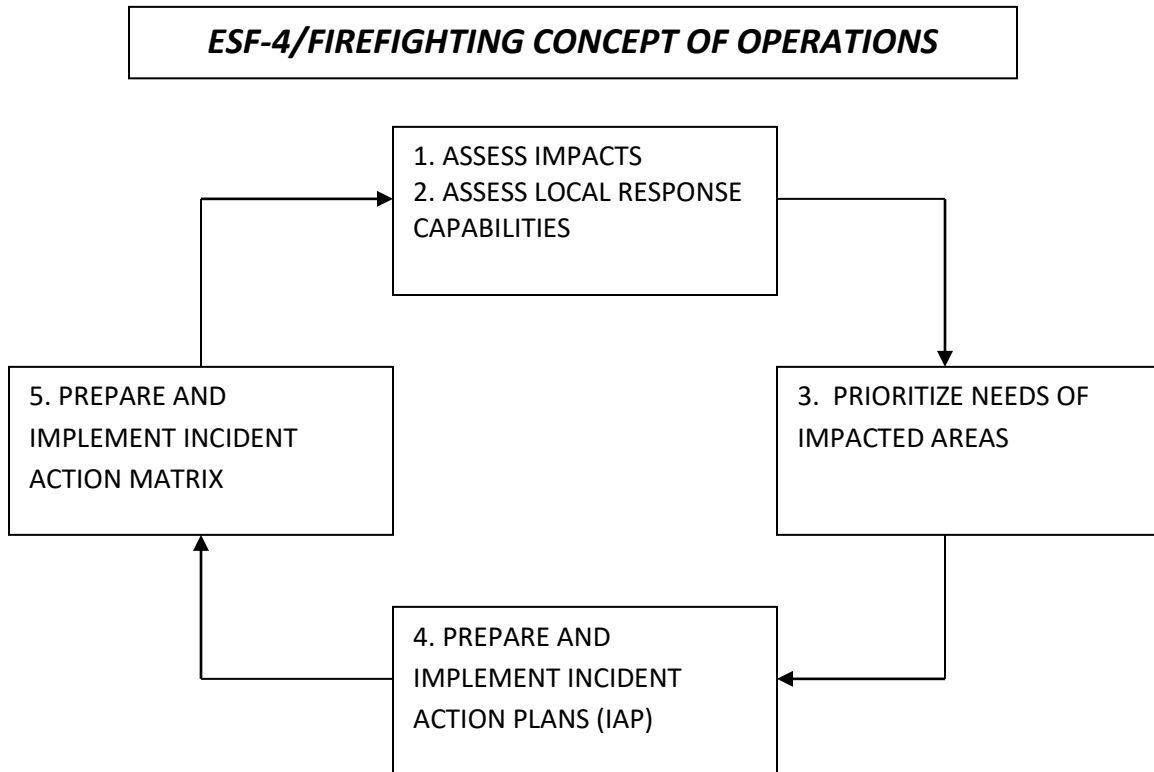 ESF-4/FIREFIGHTING CONCEPT OF OPERATIONS
1. ASSESS IMPACTS
2. ASSESS LOCAL RESPONSE
CAPABILITIES
3. PRIORITIZE NEEDS OF
IMPACTED AREAS
4. PREPARE AND
IMPLEMENT INCIDENT
ACTION PLANS (IAP)
5. PREPARE AND
IMPLEMENT INCIDENT
ACTION MATRIX